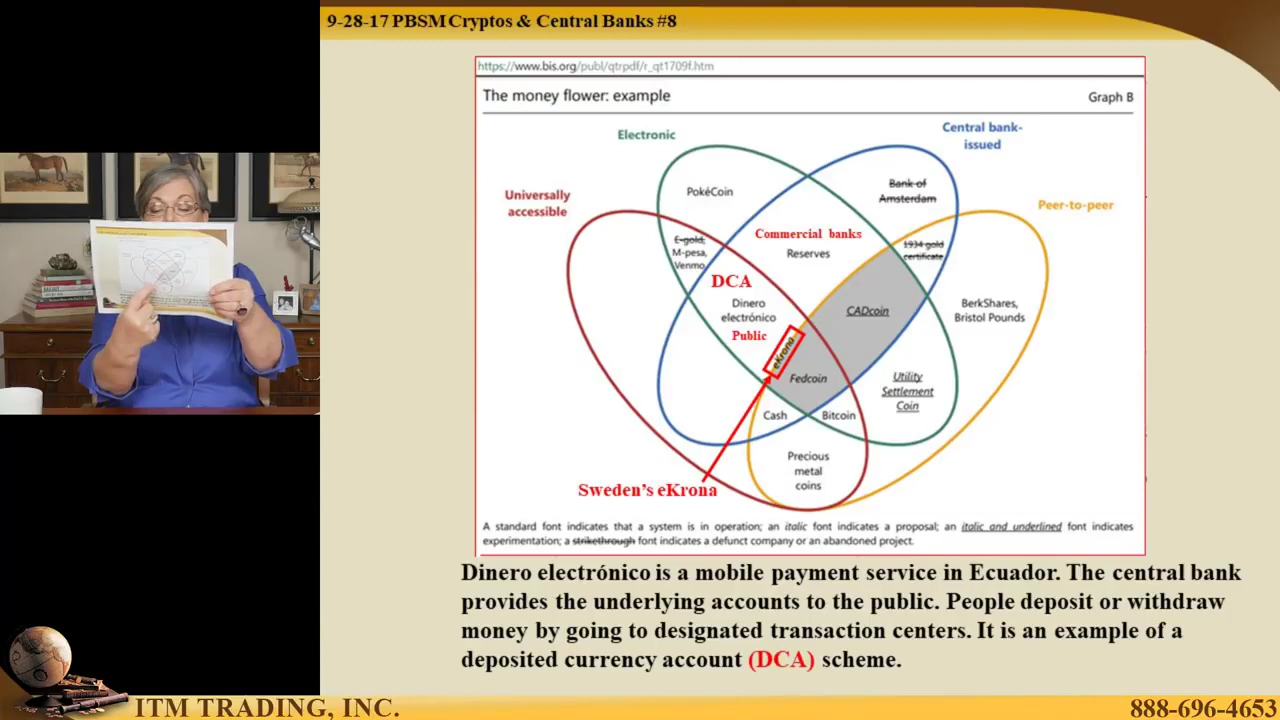 9-28-17 PBSM Cryptos & Central Banks #8
https://www.bis.org/publ/qtrpdf/r_qt1709f.htm
The money flower: example
Graph B
Electronic
Central bank-
issued
Universally
accessible
Peer-to-peer
PokéCoin
Bank of
Amsterdam
Commercial banks
Reserves
E-gold,
M-pesa,
Venmo
1934 gold
certificate
DCA
Dinero
electrónico
Public
CADcoin
BerkShares,
Bristol Pounds
eKrona
Fedcoin
Utility
Settlement
Coin
Cash
Bitcoin
Precious
metal
coins
Sweden's eKrona
A standard font indicates that a system is in operation; an italic font indicates a proposal; an italic and underlined font indicates
experimentation; a strikethrough font indicates a defunct company or an abandoned project.
Dinero electrónico is a mobile payment service in Ecuador. The central bank
provides the underlying accounts to the public. People deposit or withdraw
money by going to designated transaction centers. It is an example of a
deposited currency account (DCA) scheme.
ITM TRADING, INC.
888-696-4653